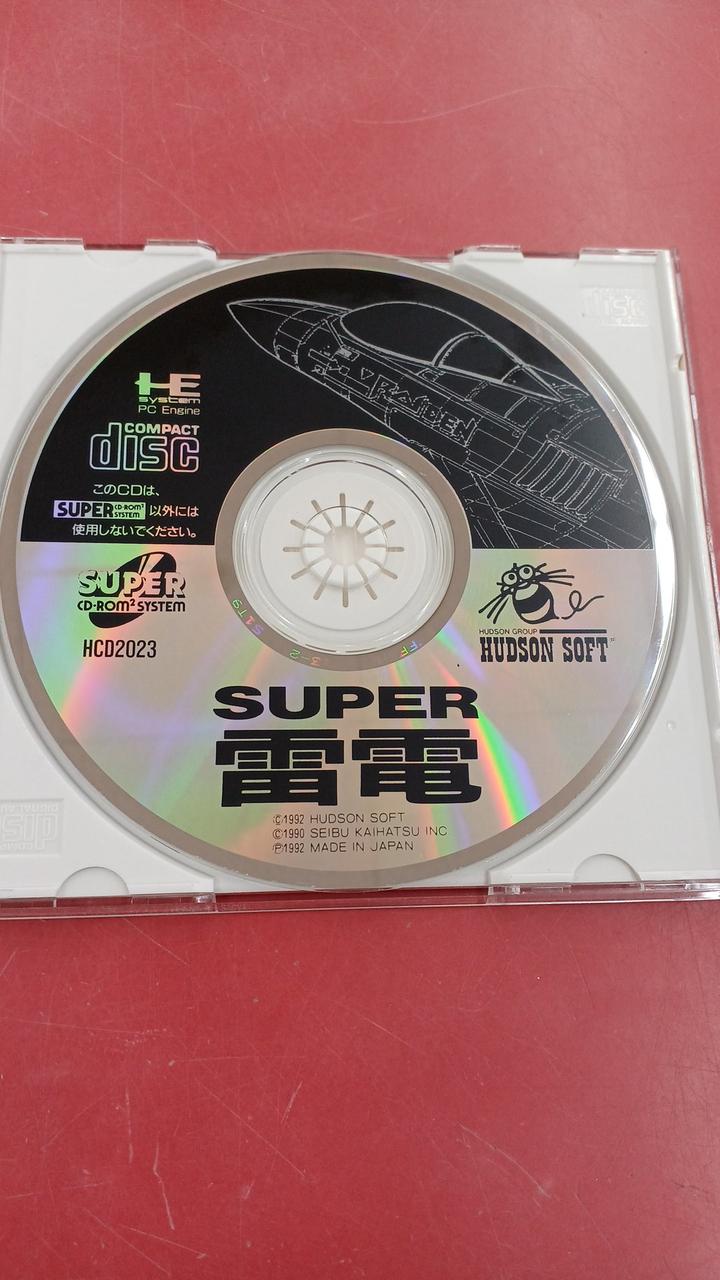 HE
system
PC Engine
COMPACT
disc
このCDは、
SUPER CD-ROM² SYSTEM 以外には
使用しないでください。
RAIDEN
SUPER
CD-ROM² SYSTEM
HCD2023
HUDSON GROUP
HUDSON SOFT
SUPER
雷電
©1992 HUDSON SOFT
©1990 SEIBU KAIHATSU INC
Ⓟ1992 MADE IN JAPAN
disc